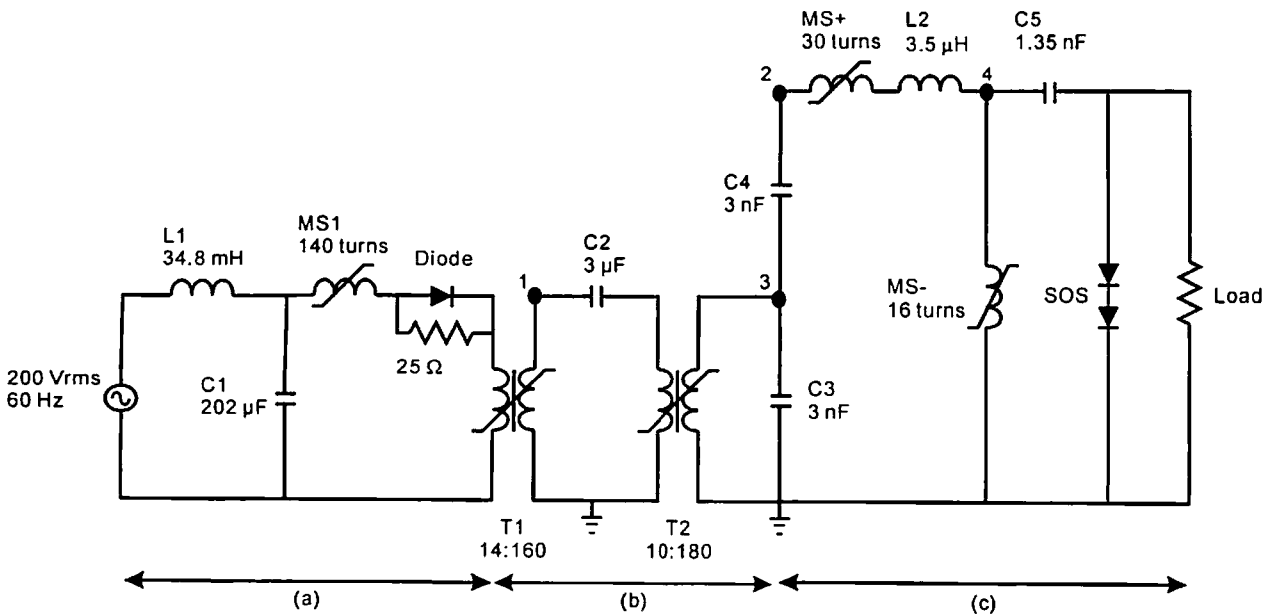 MS+
30 turns
L2
3.5 µH
C5
1.35 nF
2
4
C4
3 nF
L1
34.8 mH
MS1
140 turns
Diode
25 Ω
1
C2
3 µF
3
MS-
16 turns
SOS
Load
200 Vrms
60 Hz
C1
202 µF
C3
3 nF
T1
14:160
T2
10:180
(a)
(b)
(c)